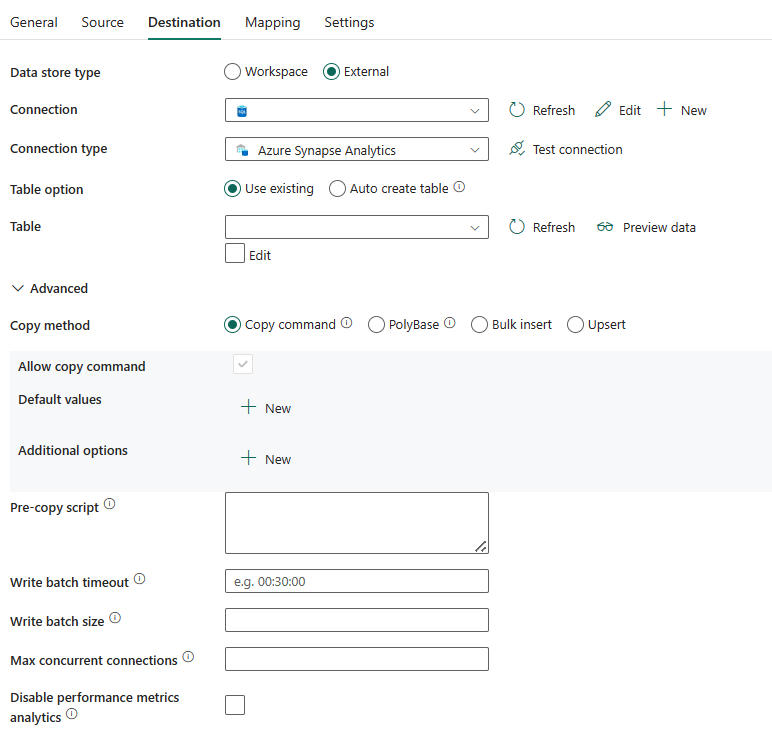 General Source Destination Mapping Settings
Data store type Workspace External
Connection SQL Refresh Edit New
Connection type Azure Synapse Analytics Test connection
Table option Use existing Auto create table
Table Refresh Preview data
Edit
Advanced
Copy method Copy command PolyBase Bulk insert Upsert
Allow copy command
Default values
New
Additional options
New
Pre-copy script
Write batch timeout e.g. 00:30:00
Write batch size
Max concurrent connections
Disable performance metrics
analytics